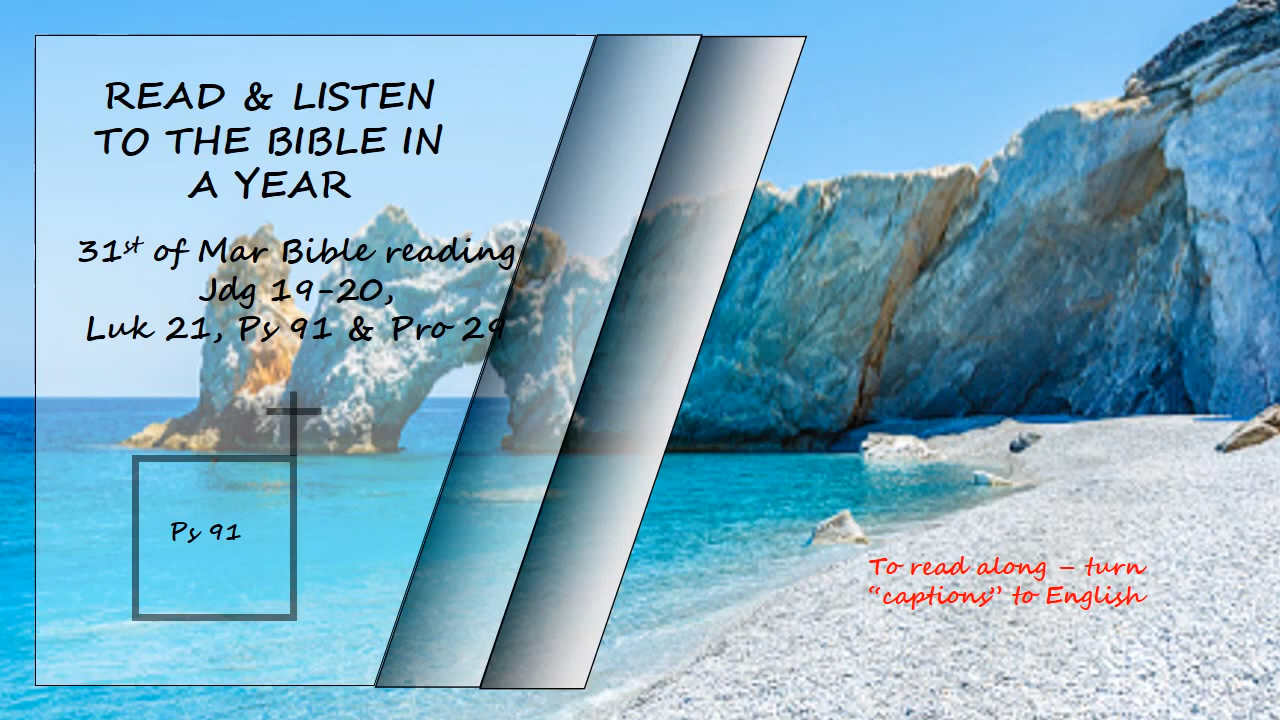 READ & LISTEN
TO THE BIBLE IN
A YEAR
31st of Mar Bible reading
Jdg 19-20,
Luk 21, Ps 91 & Pro 29
Ps 91
To read along – turn
“captions” to English